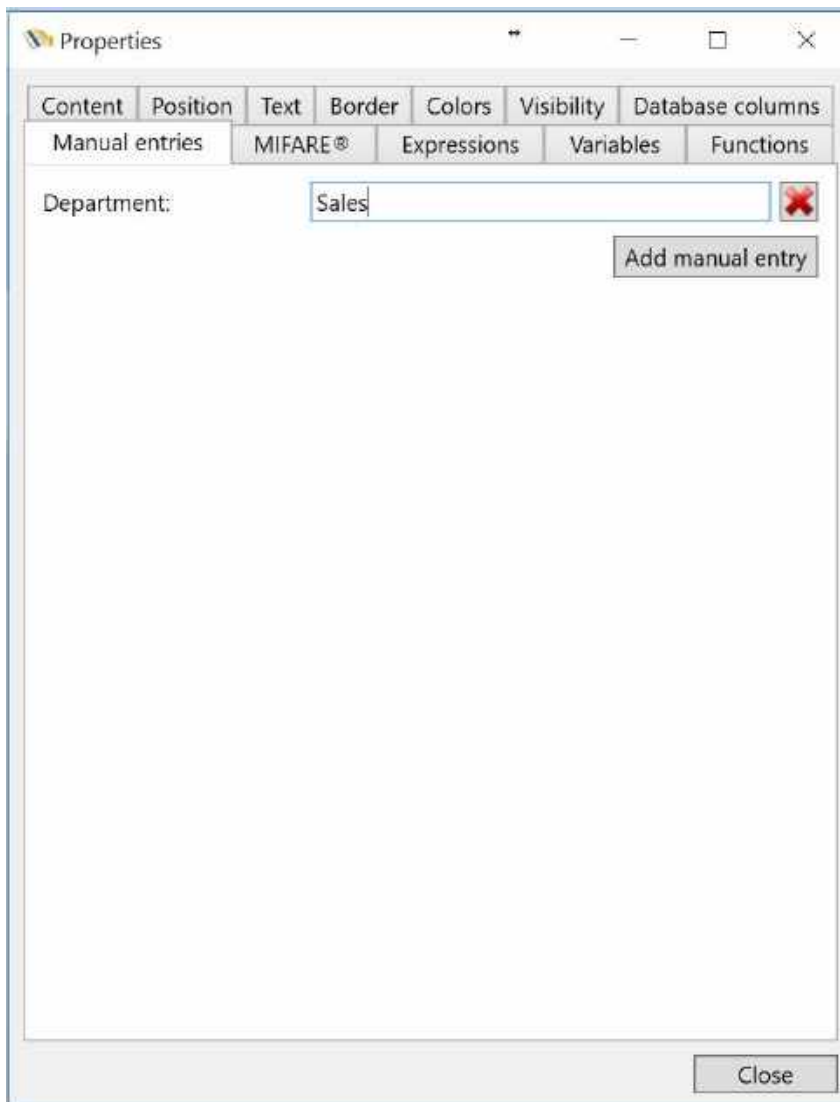 Properties
Content Position Text Border Colors Visibility Database columns
Manual entries MIFARE® Expressions Variables Functions
Department: Sales
Add manual entry
Close